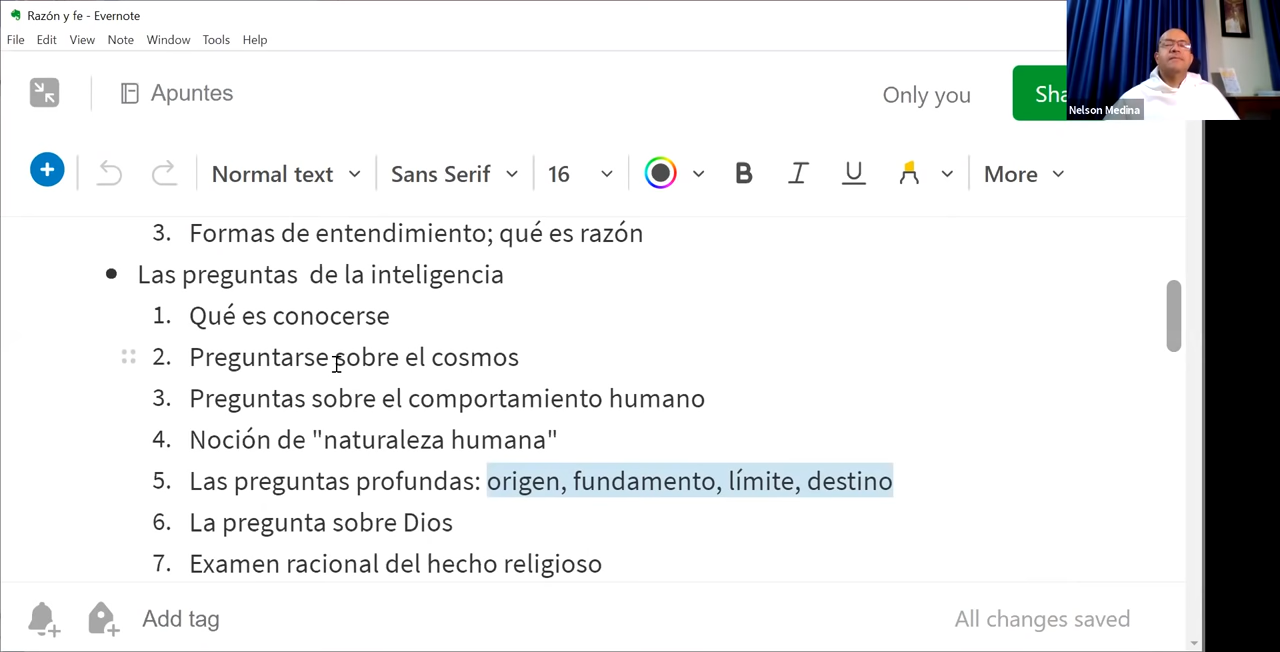 Razón y fe - Evernote
File Edit View Note Window Tools Help
Apuntes
Only you
Sha
Nelson Medina
Normal text
Sans Serif
16
B I U
More
3. Formas de entendimiento; qué es razón
● Las preguntas  de la inteligencia
1. Qué es conocerse
2. Preguntarse sobre el cosmos
3. Preguntas sobre el comportamiento humano
4. Noción de "naturaleza humana"
5. Las preguntas profundas: origen, fundamento, límite, destino
6. La pregunta sobre Dios
7. Examen racional del hecho religioso
Add tag
All changes saved